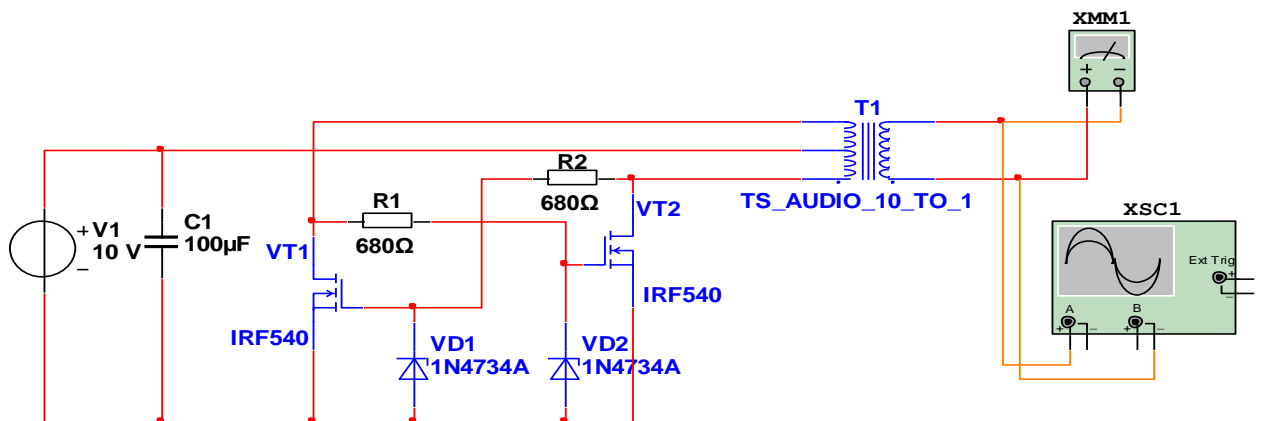 XMM1
+ −
T1
TS_AUDIO_10_TO_1
R2
680Ω
R1
680Ω
VT2
IRF540
VT1
IRF540
+ V1
10 V
−
C1
100µF
VD1
1N4734A
VD2
1N4734A
XSC1
Ext Trig
+
−
A
B
+ −
+ −